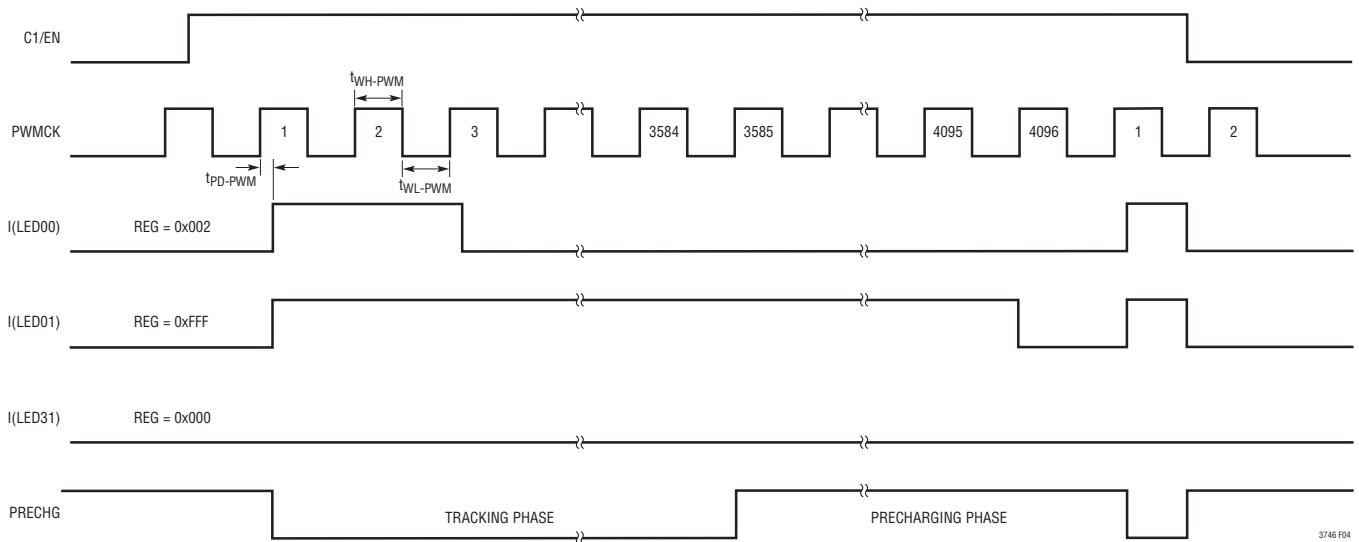 C1/EN
tWH-PWM
PWMCK
1
2
3
3584
3585
4095
4096
1
2
tPD-PWM
tWL-PWM
I(LED00)
REG = 0x002
I(LED01)
REG = 0xFFF
I(LED31)
REG = 0x000
PRECHG
TRACKING PHASE
PRECHARGING PHASE
3746 F04